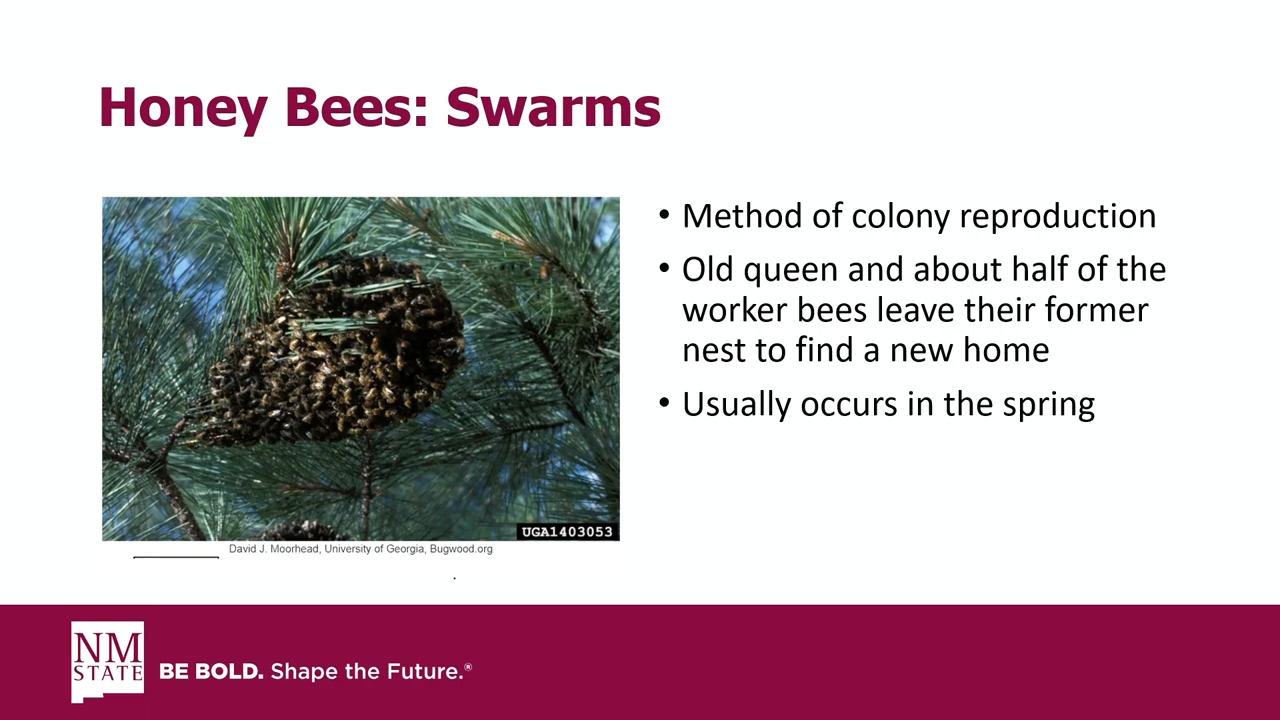 Honey Bees: Swarms
• Method of colony reproduction
• Old queen and about half of the
worker bees leave their former
nest to find a new home
• Usually occurs in the spring
UGA1403053
David J. Moorhead, University of Georgia, Bugwood.org
NM
STATE
BE BOLD. Shape the Future.®